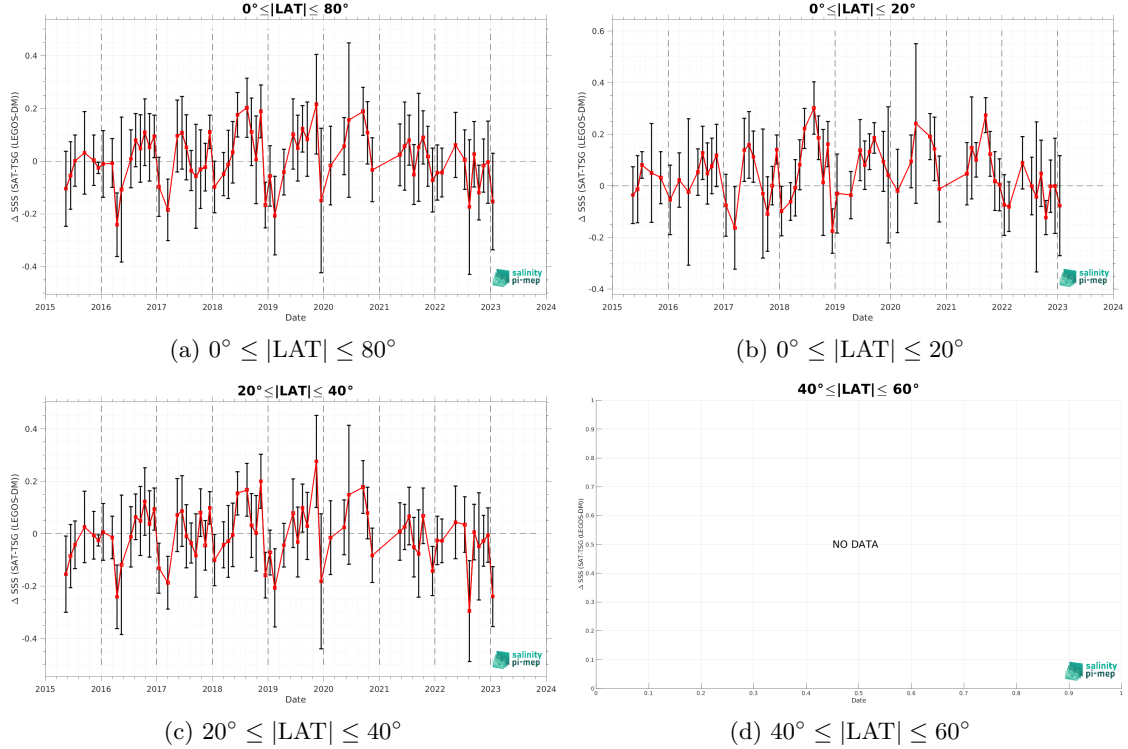 0°≤|LAT|≤ 80°
Δ SSS (SAT-TSG (LEGOS-DM))
0.4
0.2
0
-0.2
-0.4
2015 2016 2017 2018 2019 2020 2021 2022 2023 2024
Date
salinity
pi-mep
(a) 0° ≤ |LAT| ≤ 80°
0°≤|LAT|≤ 20°
Δ SSS (SAT-TSG (LEGOS-DM))
0.6
0.4
0.2
0
-0.2
-0.4
2015 2016 2017 2018 2019 2020 2021 2022 2023 2024
Date
salinity
pi-mep
(b) 0° ≤ |LAT| ≤ 20°
20°≤|LAT|≤ 40°
Δ SSS (SAT-TSG (LEGOS-DM))
0.4
0.2
0
-0.2
-0.4
2015 2016 2017 2018 2019 2020 2021 2022 2023 2024
Date
salinity
pi-mep
(c) 20° ≤ |LAT| ≤ 40°
40°≤|LAT|≤ 60°
Δ SSS (SAT-TSG (LEGOS-DM))
1
0.9
0.8
0.7
0.6
0.5
0.4
0.3
0.2
0.1
0
NO DATA
0 0.1 0.2 0.3 0.4 0.5 0.6 0.7 0.8 0.9 1
Date
salinity
pi-mep
(d) 40° ≤ |LAT| ≤ 60°